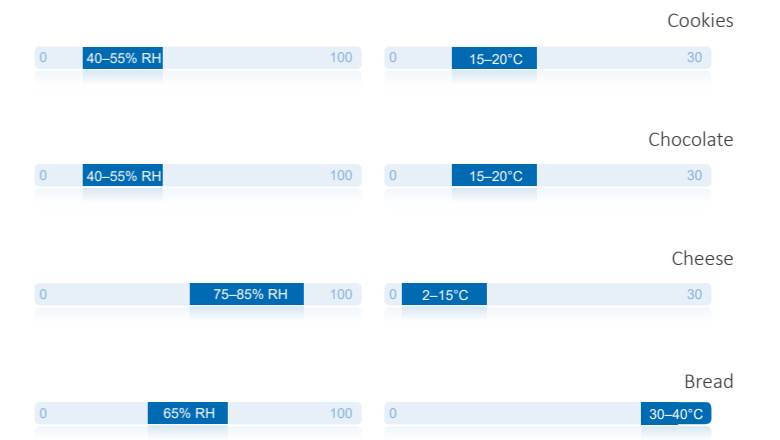 Cookies
0 40–55% RH 100 0 15–20°C 30
Chocolate
0 40–55% RH 100 0 15–20°C 30
Cheese
0 75–85% RH 100 0 2–15°C 30
Bread
0 65% RH 100 0 30–40°C